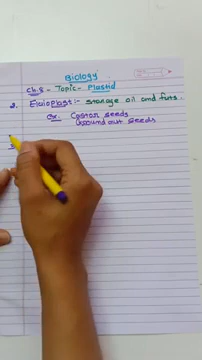 Biology
Ch.8 - Topic - Plastid
2. Elaioplast :- storage oil and fats.
Ex. Castor seeds
Ground nut seeds